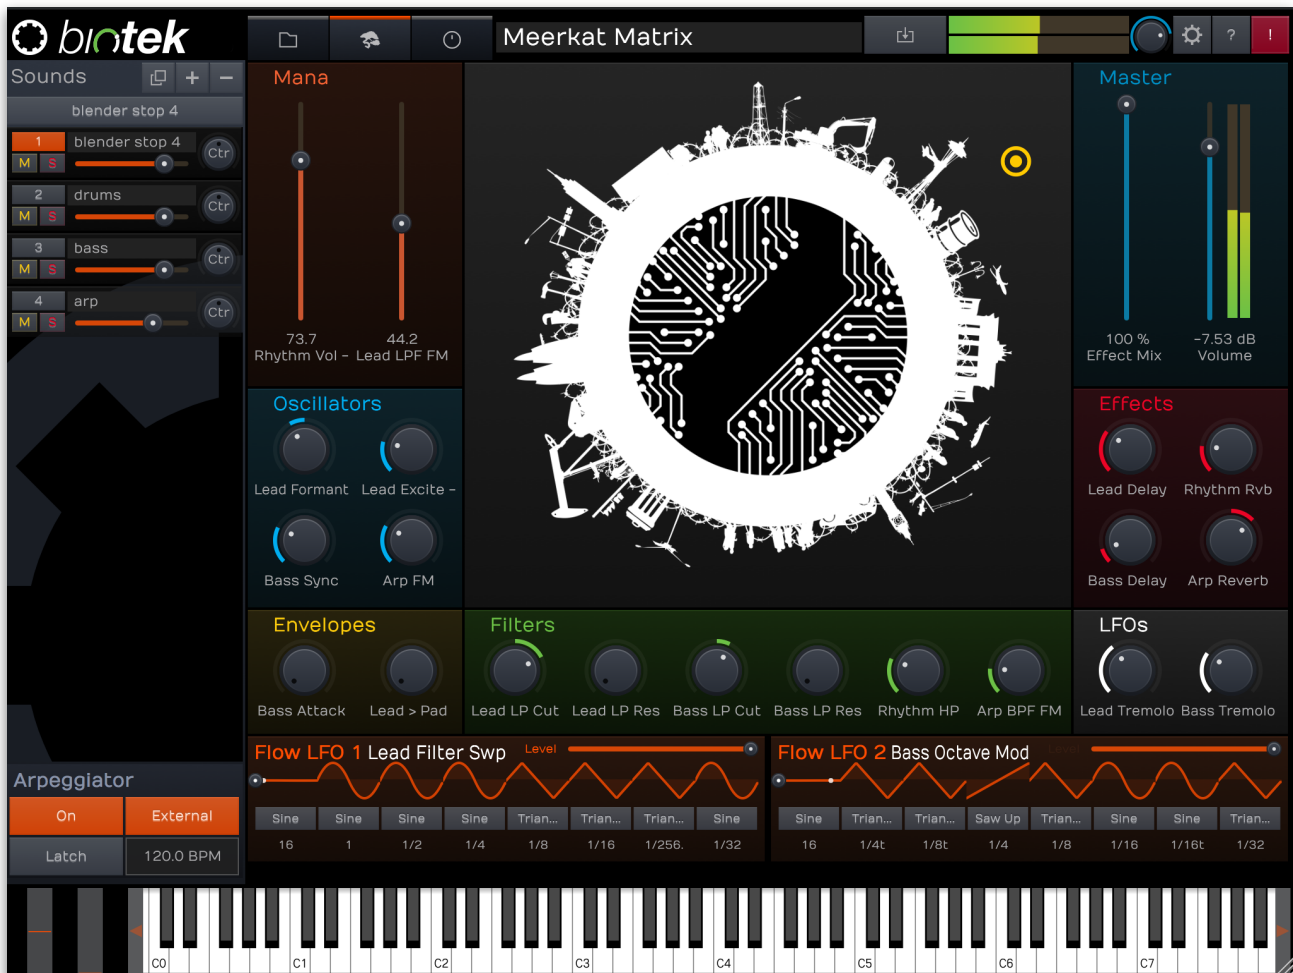 biotek
Meerkat Matrix
?
!
Sounds
blender stop 4
1
blender stop 4
M
S
Ctr
2
drums
M
S
Ctr
3
bass
M
S
Ctr
4
arp
M
S
Ctr
Arpeggiator
On
External
Latch
120.0 BPM
Mana
73.7
44.2
Rhythm Vol -
Lead LPF FM
Master
100 %
-7.53 dB
Effect Mix
Volume
Oscillators
Lead Formant
Lead Excite -
Bass Sync
Arp FM
Effects
Lead Delay
Rhythm Rvb
Bass Delay
Arp Reverb
Envelopes
Bass Attack
Lead > Pad
Filters
Lead LP Cut
Lead LP Res
Bass LP Cut
Bass LP Res
Rhythm HP
Arp BPF FM
LFOs
Lead Tremolo
Bass Tremolo
Flow LFO 1 Lead Filter Swp
Level
Sine
Sine
Sine
Sine
Trian...
Trian...
Trian...
Sine
16
1
1/2
1/4
1/8
1/16
1/256.
1/32
Flow LFO 2 Bass Octave Mod
Level
Sine
Trian...
Trian...
Saw Up
Trian...
Sine
Sine
Trian...
16
1/4t
1/8t
1/4
1/8
1/16
1/16t
1/32
C0
C1
C2
C3
C4
C5
C6
C7